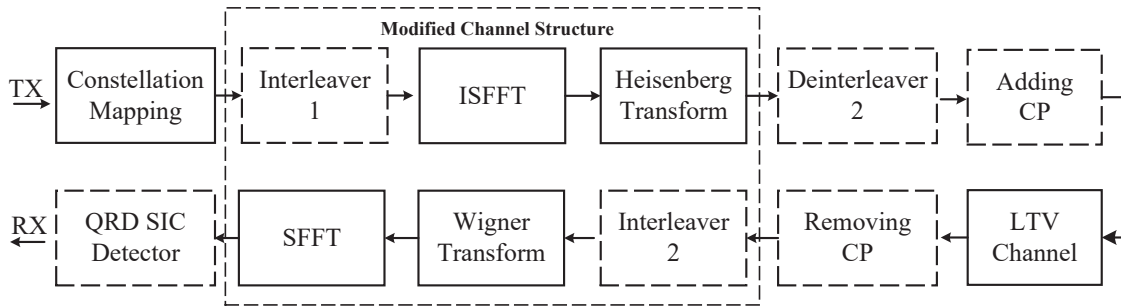 Modified Channel Structure
TX
Constellation
Mapping
Interleaver
1
ISFFT
Heisenberg
Transform
Deinterleaver
2
Adding
CP
RX
QRD SIC
Detector
SFFT
Wigner
Transform
Interleaver
2
Removing
CP
LTV
Channel